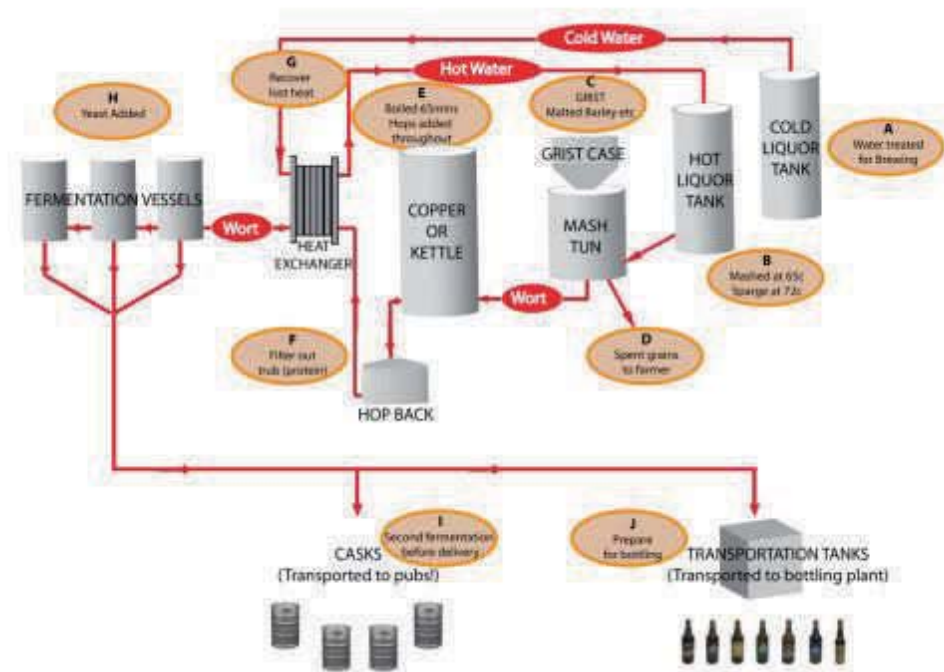 Cold Water
G
Recover
lost heat
Hot Water
C
GRIST
Malted Barley etc
E
Boiled 65mins
Hops added
throughout
H
Yeast Added
A
Water treated
for Brewing
COLD
LIQUOR
TANK
HOT
LIQUOR
TANK
GRIST CASE
MASH
TUN
COPPER
OR
KETTLE
FERMENTATION VESSELS
Wort
HEAT
EXCHANGER
B
Mashed at 65c
Sparge at 72c
Wort
F
Filter out
trub (protein)
D
Spent grains
to farmer
HOP BACK
I
Second fermentation
before delivery
CASKS
(Transported to pubs!)
J
Prepare
for bottling
TRANSPORTATION TANKS
(Transported to bottling plant)